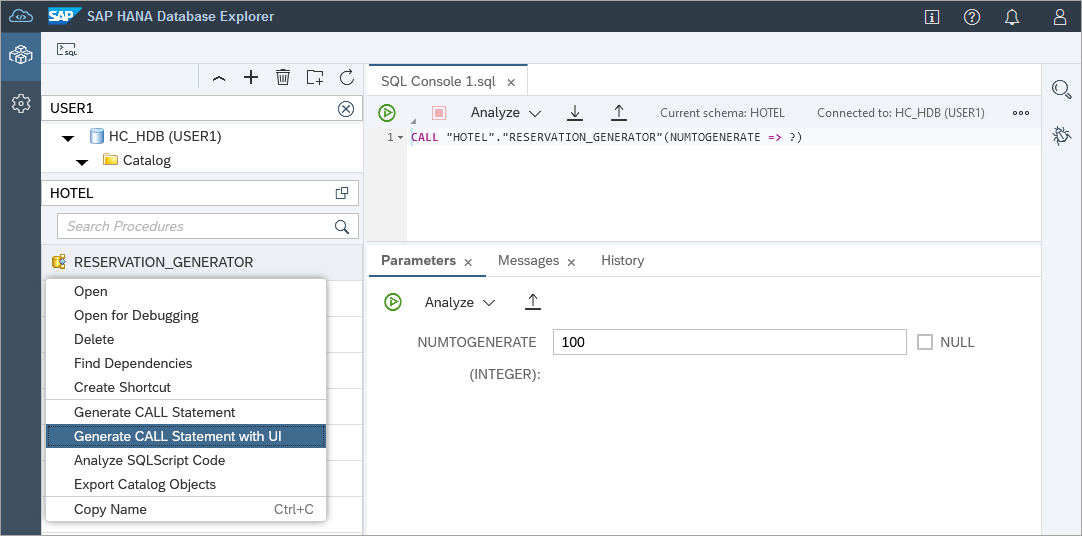 SAP SAP HANA Database Explorer
SQL
SQL Console 1.sql
USER1
Analyze
Current schema: HOTEL
Connected to: HC_HDB (USER1)
HC_HDB (USER1)
1 CALL "HOTEL"."RESERVATION_GENERATOR"(NUMTOGENERATE => ?)
Catalog
HOTEL
Search Procedures
RESERVATION_GENERATOR
Open
Open for Debugging
Delete
Find Dependencies
Create Shortcut
Generate CALL Statement
Generate CALL Statement with UI
Analyze SQLScript Code
Export Catalog Objects
Copy Name Ctrl+C
Parameters Messages History
Analyze
NUMTOGENERATE 100 NULL
(INTEGER):